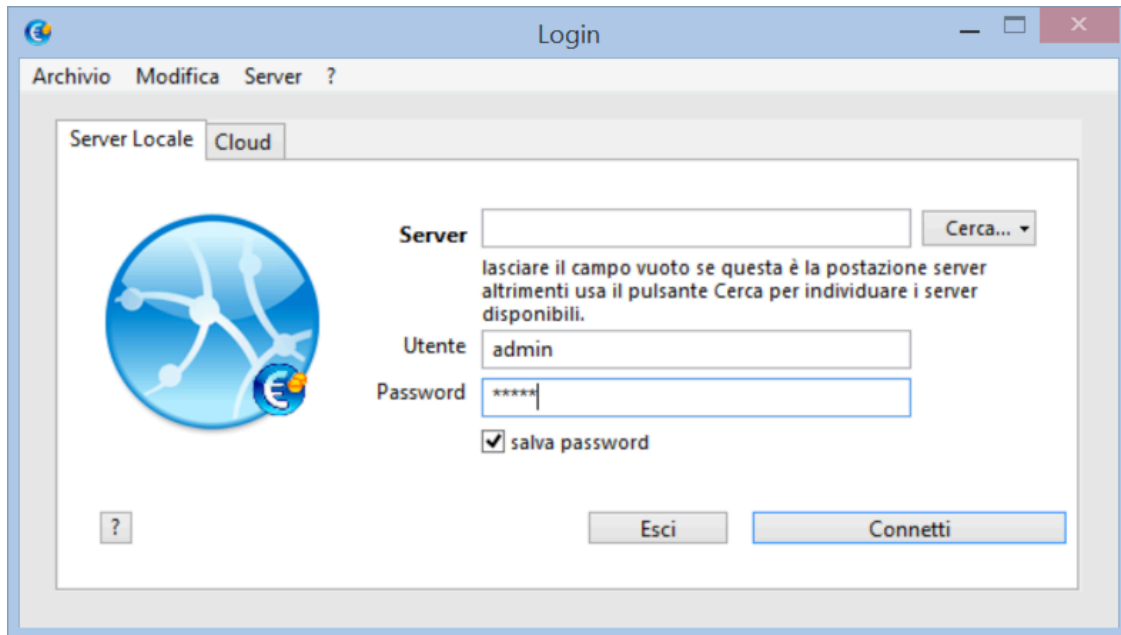 Login
Archivio Modifica Server ?
Server Locale Cloud
Server Cerca...
lasciare il campo vuoto se questa è la postazione server
altrimenti usa il pulsante Cerca per individuare i server
disponibili.
Utente admin
Password *****
salva password
? Esci Connetti